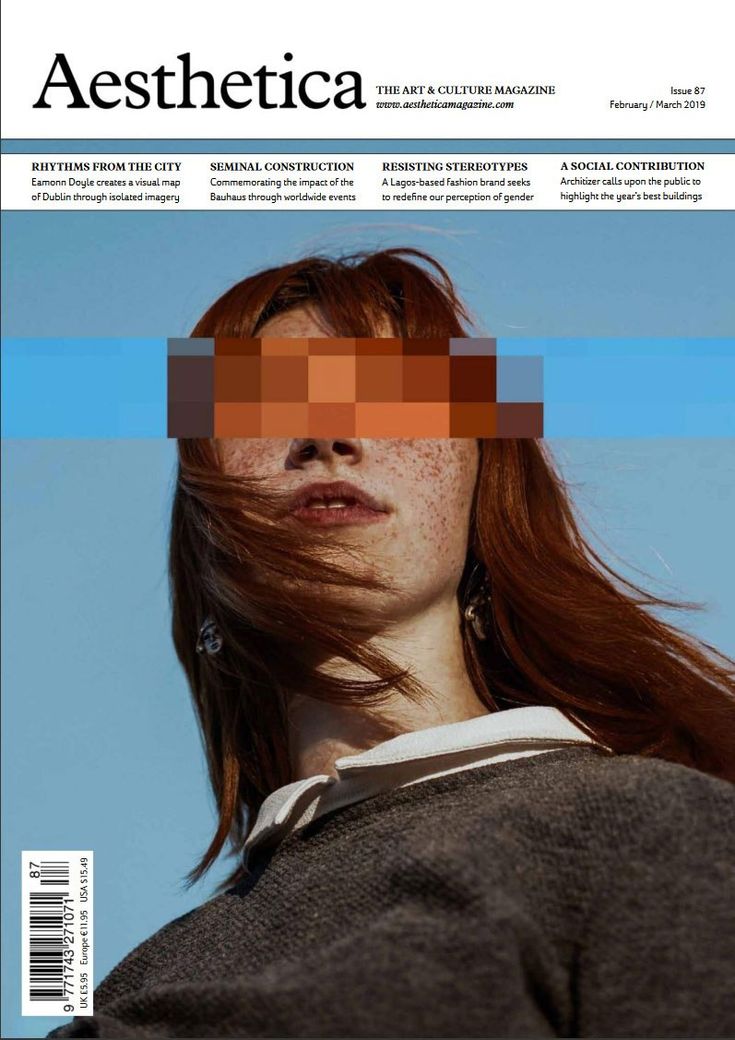 Aesthetica
THE ART & CULTURE MAGAZINE
www.aestheticamagazine.com
Issue 87
February / March 2019
RHYTHMS FROM THE CITY
Eamonn Doyle creates a visual map
of Dublin through isolated imagery
SEMINAL CONSTRUCTION
Commemorating the impact of the
Bauhaus through worldwide events
RESISTING STEREOTYPES
A Lagos-based fashion brand seeks
to redefine our perception of gender
A SOCIAL CONTRIBUTION
Architizer calls upon the public to
highlight the year's best buildings
87
9 771743 271071
UK £5.95 Europe €11.95 USA $15.49